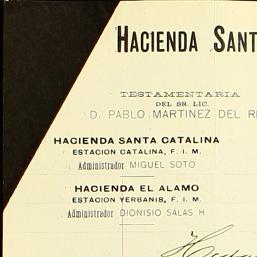 HACIENDA SANT
TESTAMENTARIA
DEL SR. LIC.
D. PABLO MARTINEZ DEL RI
HACIENDA SANTA CATALINA
ESTACION CATALINA, F. I. M.
Administrador MIGUEL SOTO
HACIENDA EL ALAMO
ESTACION YERBANIS, F. I. M.
Administrador DIONISIO SALAS H